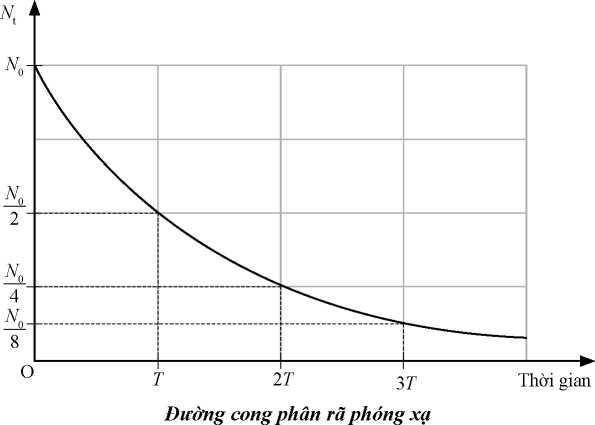 Nₜ
N₀
N₀/2
N₀/4
N₀/8
O
T
2T
3T
Thời gian
Đường cong phân rã phóng xạ